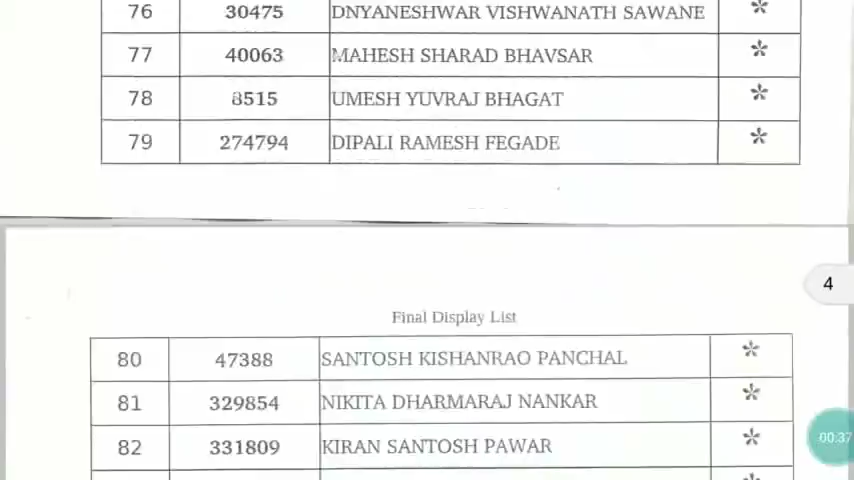 76 30475 DNYANESHWAR VISHWANATH SAWANE *
77 40063 MAHESH SHARAD BHAVSAR *
78 8515 UMESH YUVRAJ BHAGAT *
79 274794 DIPALI RAMESH FEGADE *
4
Final Display List
80 47388 SANTOSH KISHANRAO PANCHAL *
81 329854 NIKITA DHARMARAJ NANKAR *
82 331809 KIRAN SANTOSH PAWAR *
00:37
*